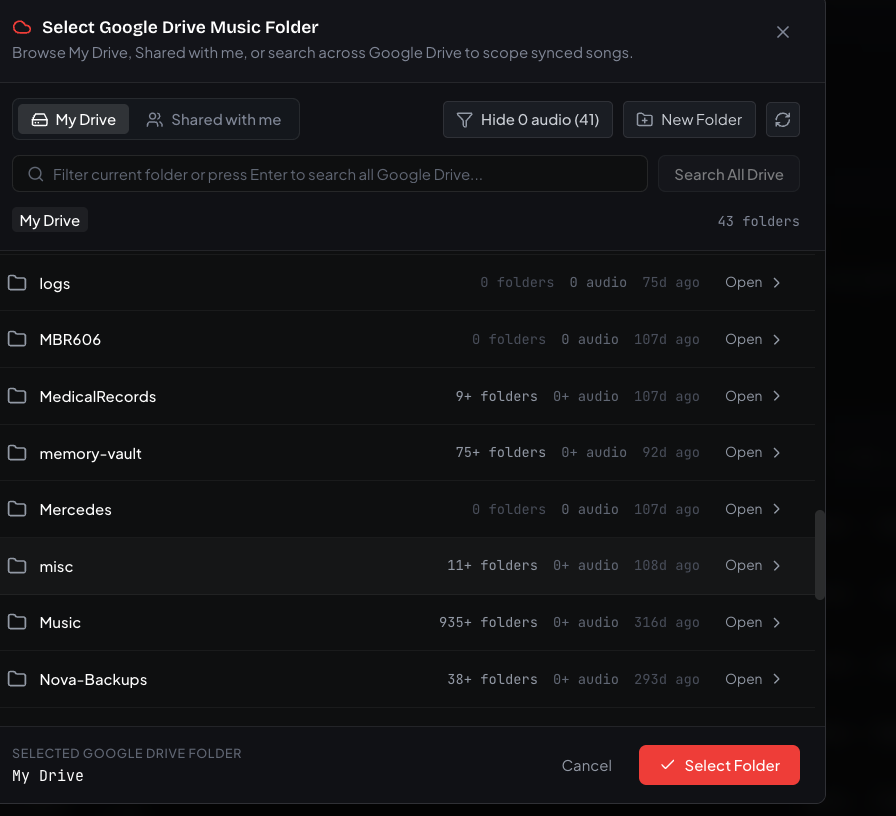 Select Google Drive Music Folder
Browse My Drive, Shared with me, or search across Google Drive to scope synced songs.
My Drive Shared with me Hide 0 audio (41) New Folder
Filter current folder or press Enter to search all Google Drive... Search All Drive
My Drive 43 folders
logs 0 folders 0 audio 75d ago Open
MBR606 0 folders 0 audio 107d ago Open
MedicalRecords 9+ folders 0+ audio 107d ago Open
memory-vault 75+ folders 0+ audio 92d ago Open
Mercedes 0 folders 0 audio 107d ago Open
misc 11+ folders 0+ audio 108d ago Open
Music 935+ folders 0+ audio 316d ago Open
Nova-Backups 38+ folders 0+ audio 293d ago Open
SELECTED GOOGLE DRIVE FOLDER
My Drive Cancel Select Folder